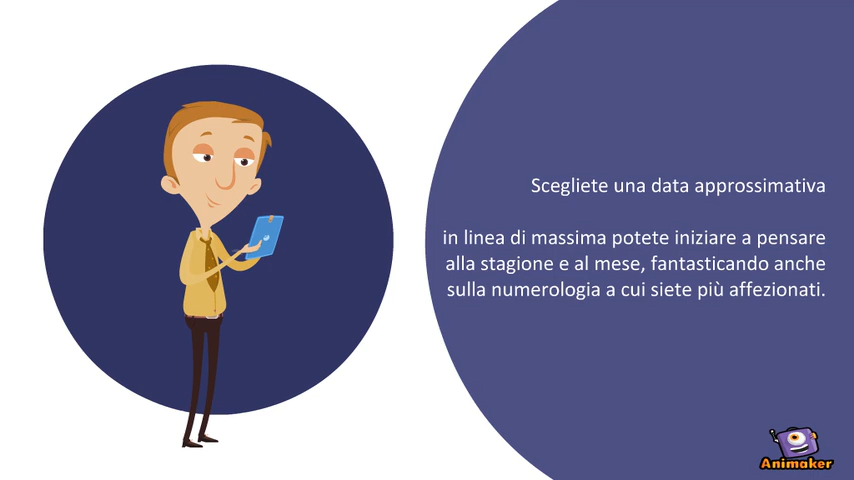 Scegliete una data approssimativa
in linea di massima potete iniziare a pensare
alla stagione e al mese, fantasticando anche
sulla numerologia a cui siete più affezionati.
Animaker